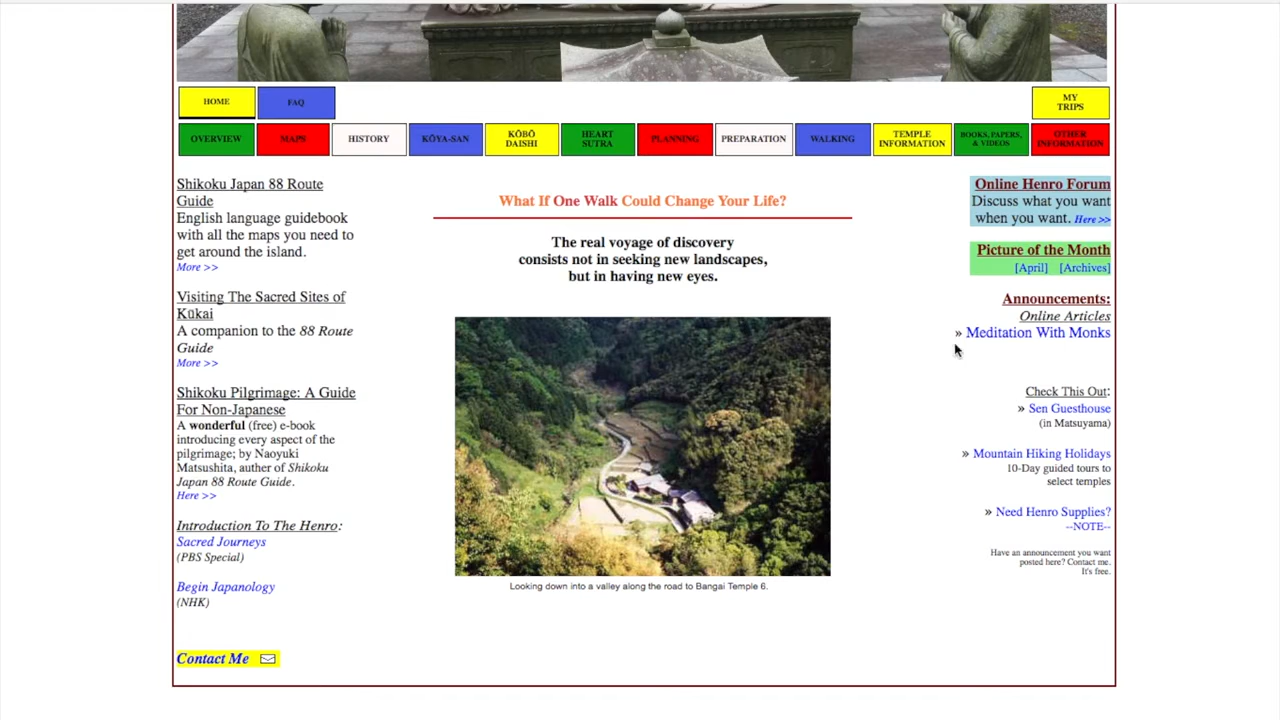 HOME
FAQ
MY
TRIPS
OVERVIEW
MAPS
HISTORY
KŌYA-SAN
KŌBŌ
DAISHI
HEART
SUTRA
PLANNING
PREPARATION
WALKING
TEMPLE
INFORMATION
BOOKS, PAPERS,
& VIDEOS
OTHER
INFORMATION
Shikoku Japan 88 Route
Guide
English language guidebook
with all the maps you need to
get around the island.
More >>
Visiting The Sacred Sites of
Kūkai
A companion to the 88 Route
Guide
More >>
Shikoku Pilgrimage: A Guide
For Non-Japanese
A wonderful (free) e-book
introducing every aspect of the
pilgrimage; by Naoyuki
Matsushita, auther of Shikoku
Japan 88 Route Guide.
Here >>
Introduction To The Henro:
Sacred Journeys
(PBS Special)
Begin Japanology
(NHK)
Contact Me
What If One Walk Could Change Your Life?
The real voyage of discovery
consists not in seeking new landscapes,
but in having new eyes.
Looking down into a valley along the road to Bangai Temple 6.
Online Henro Forum
Discuss what you want
when you want. Here >>
Picture of the Month
[April] [Archives]
Announcements:
Online Articles
» Meditation With Monks
Check This Out:
» Sen Guesthouse
(in Matsuyama)
» Mountain Hiking Holidays
10-Day guided tours to
select temples
» Need Henro Supplies?
--NOTE--
Have an announcement you want
posted here? Contact me.
It's free.